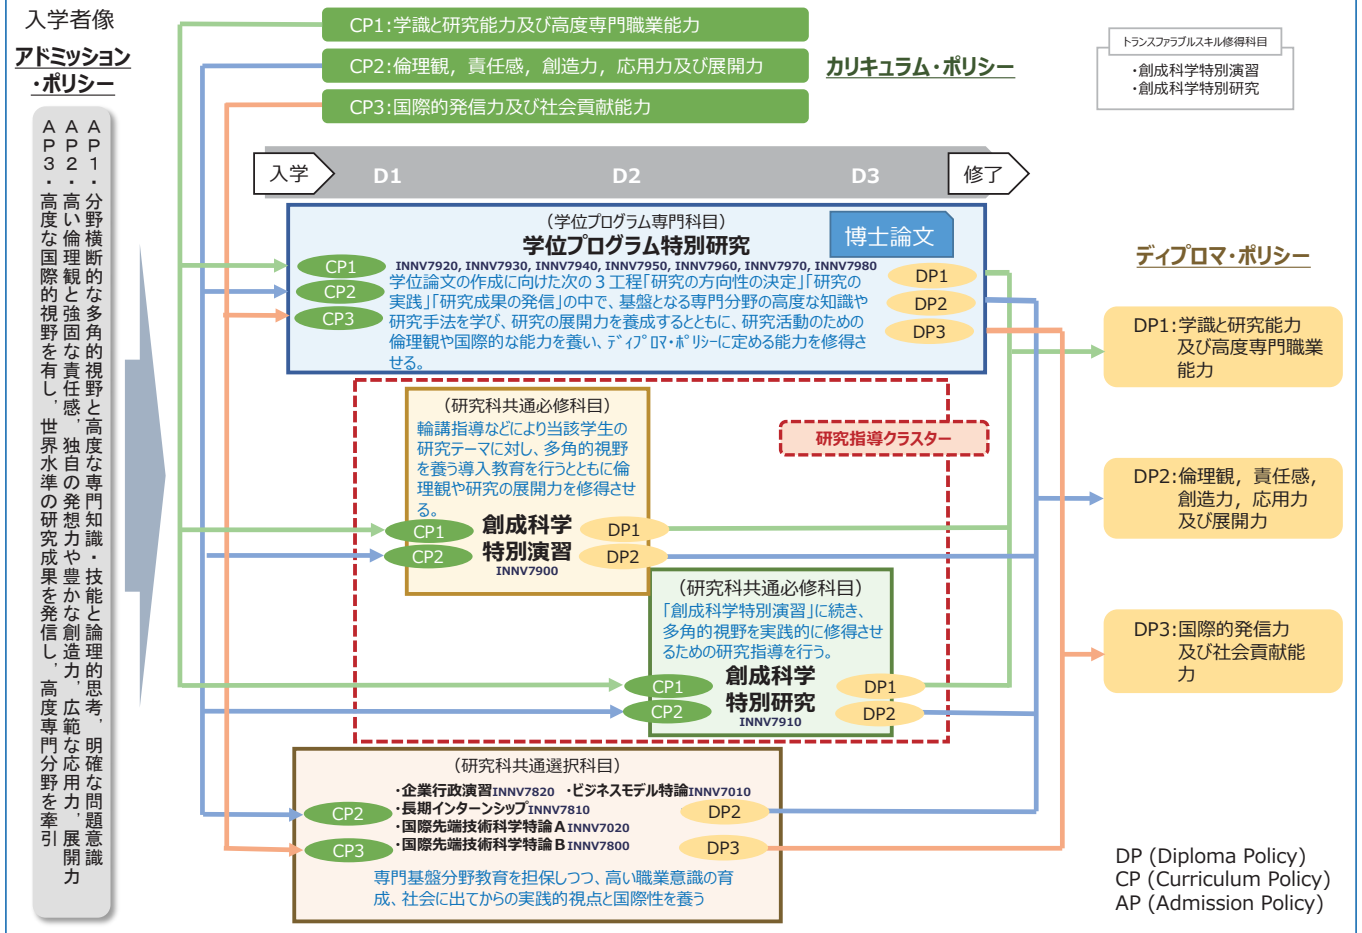 入学者像
アドミッション
・ポリシー
AP1・分野横断的な多角的視野と高度な専門知識・技能と論理的思考，明確な問題意識
AP2・高い倫理観と強固な責任感，独自の発想力や豊かな創造力，広範な応用力，展開力
AP3・高度な国際的視野を有し，世界水準の研究成果を発信し，高度専門分野を牽引
CP1:学識と研究能力及び高度専門職業能力
CP2:倫理観，責任感，創造力，応用力及び展開力
CP3:国際的発信力及び社会貢献能力
カリキュラム・ポリシー
トランスファラブルスキル修得科目
・創成科学特別演習
・創成科学特別研究
入学
D1
D2
D3
修了
（学位プログラム専門科目）
学位プログラム特別研究
博士論文
INNV7920, INNV7930, INNV7940, INNV7950, INNV7960, INNV7970, INNV7980
学位論文の作成に向けた次の３工程「研究の方向性の決定」「研究の
実践」「研究成果の発信」の中で、基盤となる専門分野の高度な知識や
研究手法を学び、研究の展開力を養成するとともに、研究活動のための
倫理観や国際的な能力を養い、ディプロマ・ポリシーに定める能力を修得さ
せる。
CP1
CP2
CP3
DP1
DP2
DP3
ディプロマ・ポリシー
DP1:学識と研究能力
及び高度専門職業
能力
DP2:倫理観，責任感，
創造力，応用力
及び展開力
DP3:国際的発信力
及び社会貢献能
力
研究指導クラスター
（研究科共通必修科目）
輪講指導などにより当該学生の
研究テーマに対し、多角的視野
を養う導入教育を行うとともに倫
理観や研究の展開力を修得させ
る。
創成科学
特別演習
INNV7900
CP1
CP2
DP1
DP2
（研究科共通必修科目）
「創成科学特別演習」に続き、
多角的視野を実践的に修得させ
るための研究指導を行う。
創成科学
特別研究
INNV7910
CP1
CP2
DP1
DP2
（研究科共通選択科目）
・企業行政演習INNV7820　・ビジネスモデル特論INNV7010
・長期インターンシップINNV7810
・国際先端技術科学特論A INNV7020
・国際先端技術科学特論B INNV7800
CP2
CP3
DP2
DP3
専門基盤分野教育を担保しつつ、高い職業意識の育
成、社会に出てからの実践的視点と国際性を養う
DP (Diploma Policy)
CP (Curriculum Policy)
AP (Admission Policy)